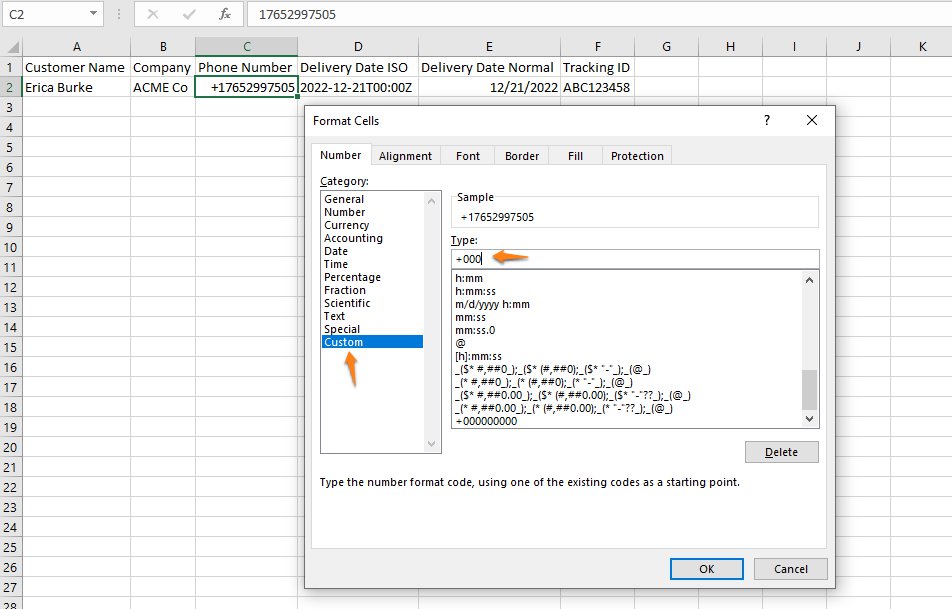 C2 fx 17652997505
A B C D E F G H I J K
1 Customer Name Company Phone Number Delivery Date ISO Delivery Date Normal Tracking ID
2 Erica Burke ACME Co +17652997505 2022-12-21T00:00Z 12/21/2022 ABC123458
3
4
5
6
7
8
9
10
11
12
13
14
15
16
17
18
19
20
21
22
23
24
25
26
27
28
Format Cells ?
Number Alignment Font Border Fill Protection
Category:
General
Number
Currency
Accounting
Date
Time
Percentage
Fraction
Scientific
Text
Special
Custom
Sample
+17652997505
Type:
+000
h:mm
h:mm:ss
m/d/yyyy h:mm
mm:ss
mm:ss.0
@
[h]:mm:ss
_($* #,##0_);_($* (#,##0);_($* "-"_);_(@_)
_(* #,##0_);_(* (#,##0);_(* "-"_);_(@_)
_($* #,##0.00_);_($* (#,##0.00);_($* "-"??_);_(@_)
_(* #,##0.00_);_(* (#,##0.00);_(* "-"??_);_(@_)
+000000000
Delete
Type the number format code, using one of the existing codes as a starting point.
OK Cancel